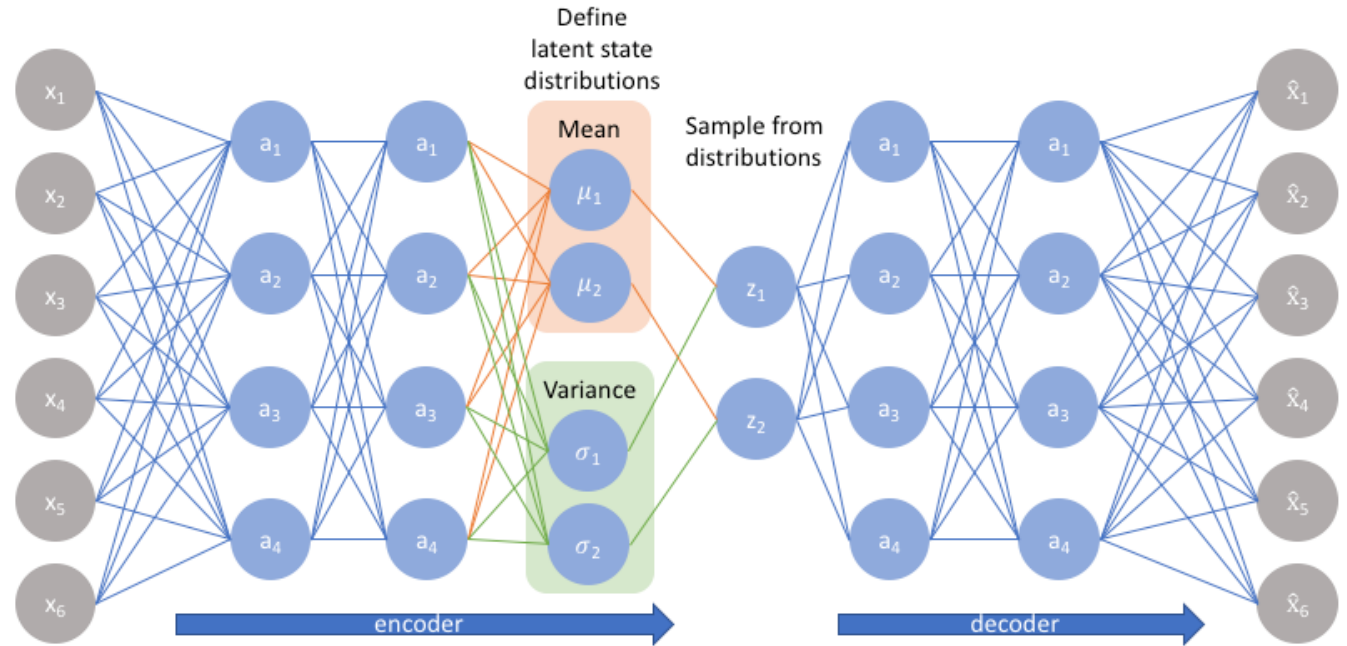 Define
latent state
distributions
Mean
Sample from
distributions
Variance
x₁
x₂
x₃
x₄
x₅
x₆
a₁
a₂
a₃
a₄
a₁
a₂
a₃
a₄
μ₁
μ₂
σ₁
σ₂
z₁
z₂
a₁
a₂
a₃
a₄
a₁
a₂
a₃
a₄
x̂₁
x̂₂
x̂₃
x̂₄
x̂₅
x̂₆
encoder
decoder